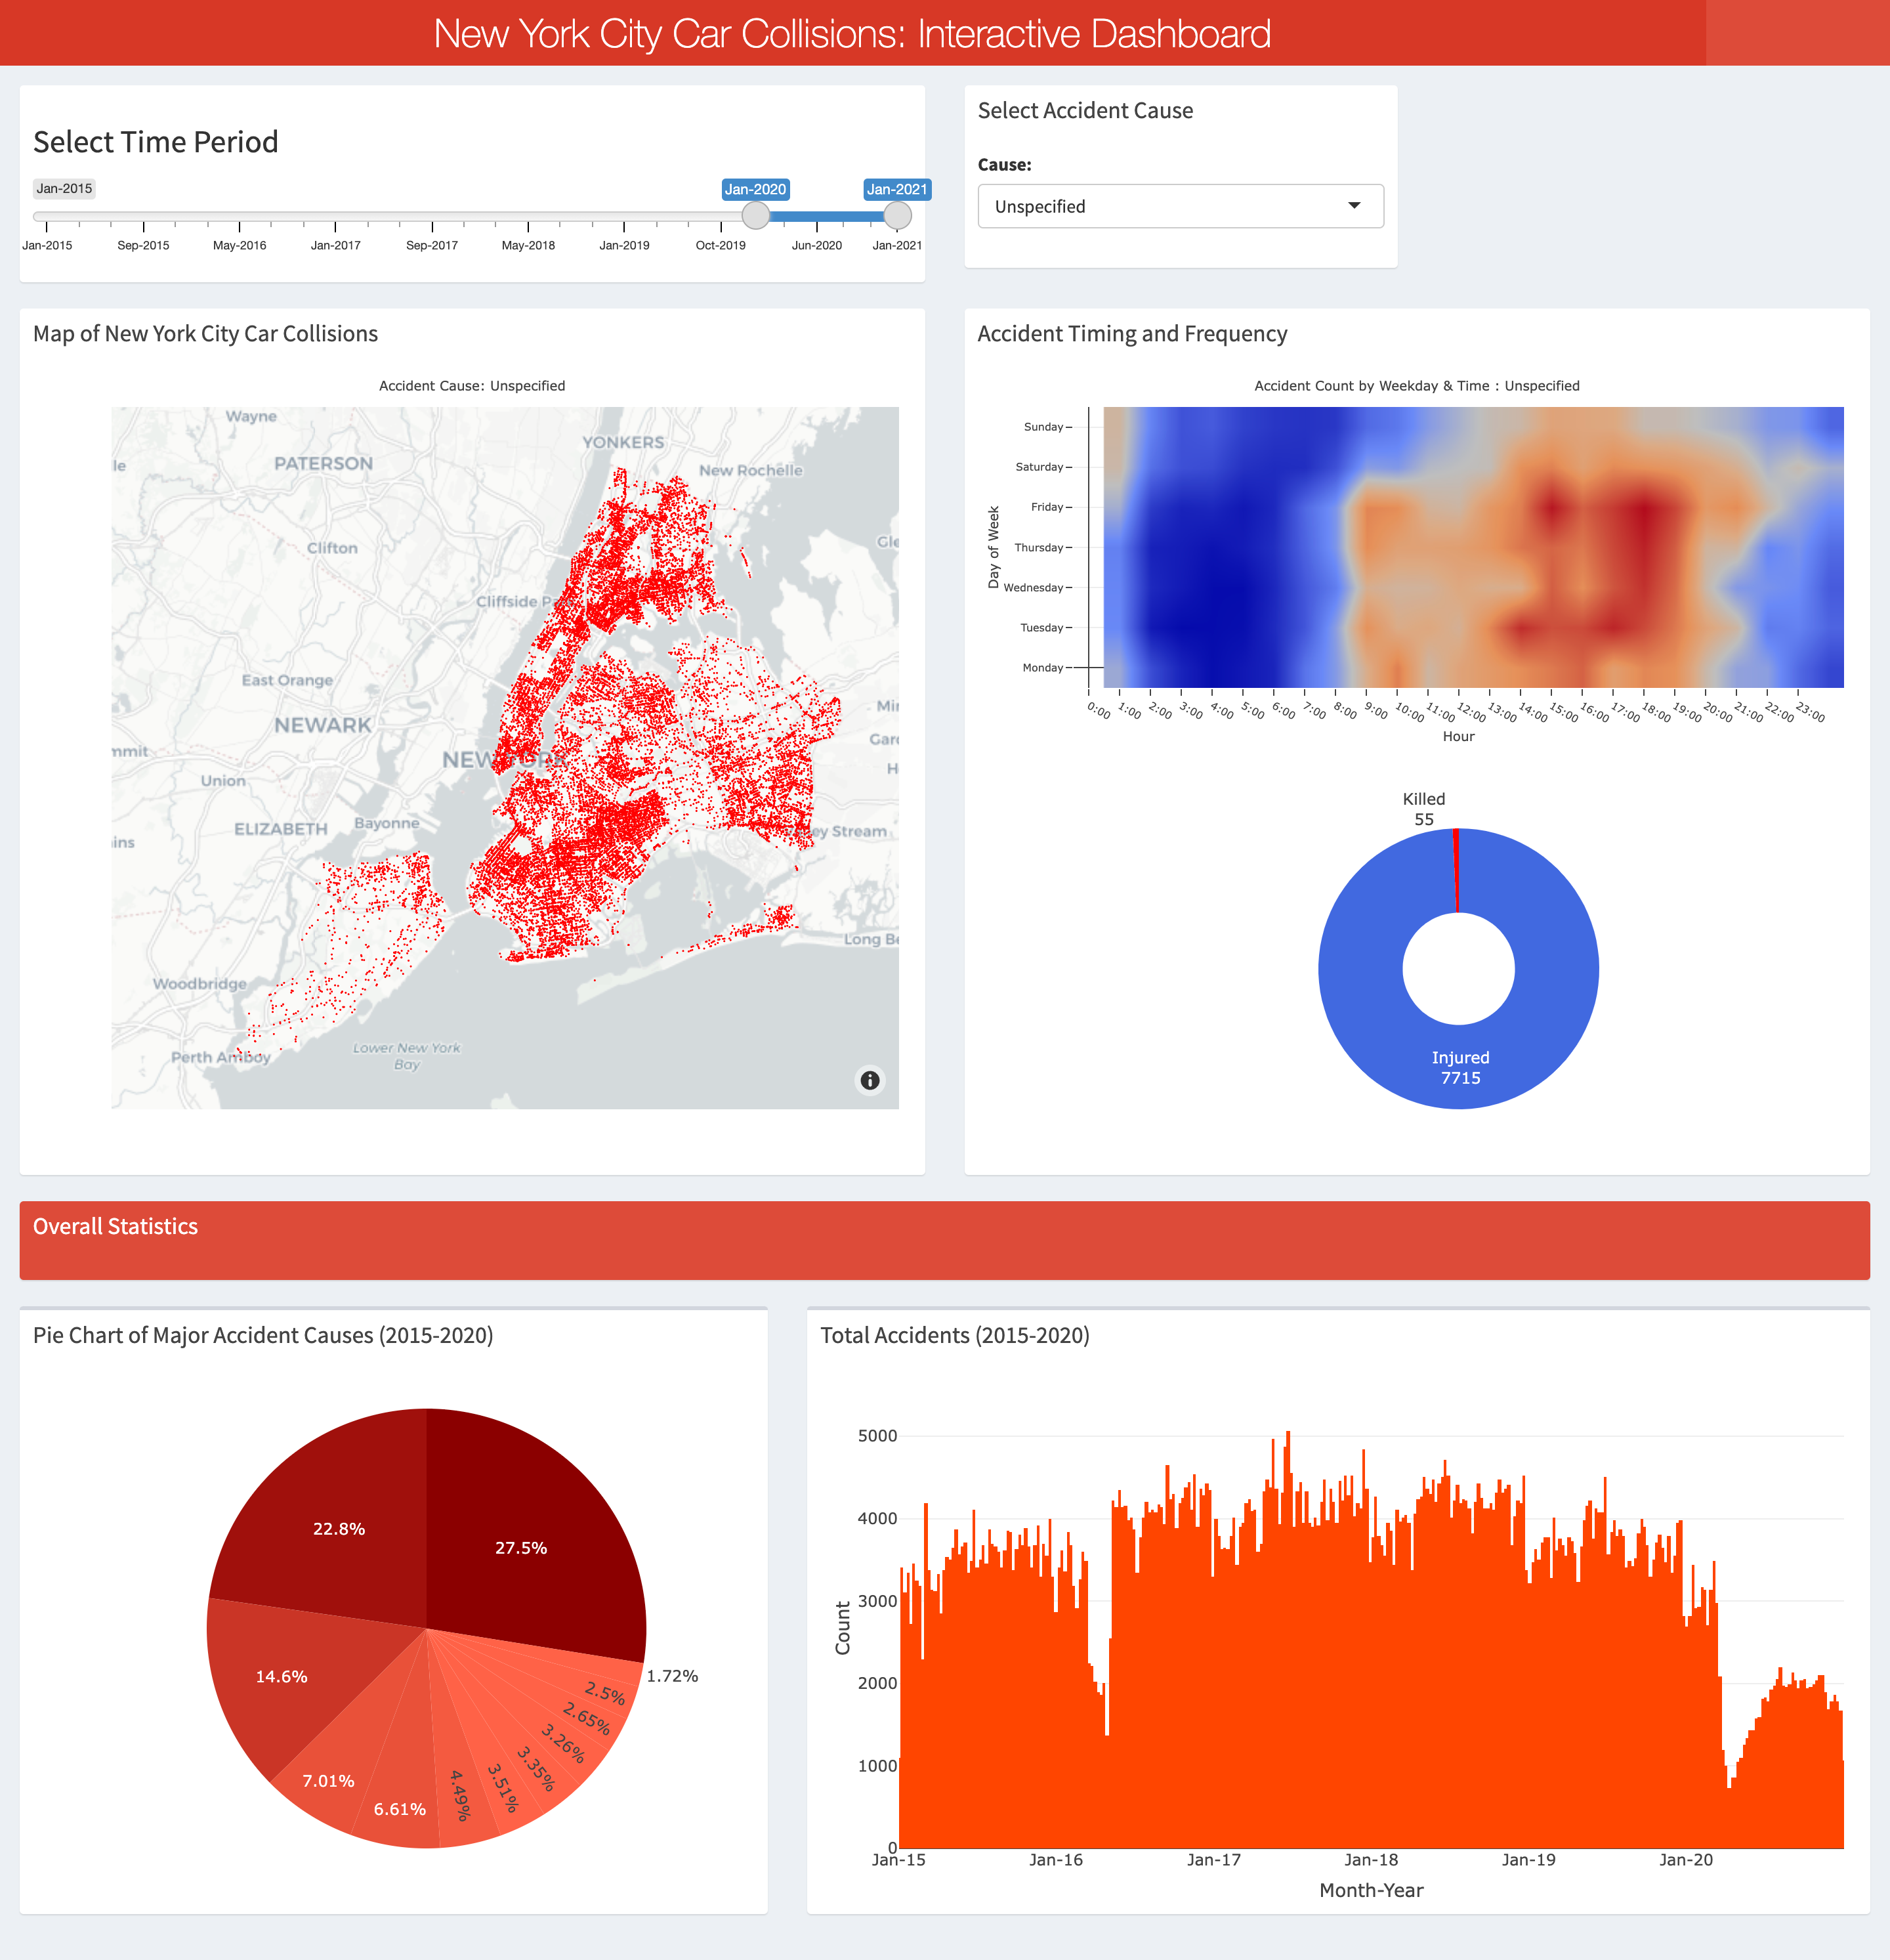 New York City Car Collisions: Interactive Dashboard
Select Time Period
Jan-2015
Jan-2020
Jan-2021
Jan-2015 Sep-2015 May-2016 Jan-2017 Sep-2017 May-2018 Jan-2019 Oct-2019 Jun-2020 Jan-2021
Select Accident Cause
Cause:
Unspecified
Map of New York City Car Collisions
Accident Cause: Unspecified
Wayne
YONKERS
PATERSON
New Rochelle
Clifton
Cliffside
East Orange
NEWARK
NEW YORK
Union
ELIZABETH
Bayonne
Stream
Woodbridge
Perth Amboy
Lower New York
Bay
Long
Accident Timing and Frequency
Accident Count by Weekday & Time : Unspecified
Day of Week
Sunday
Saturday
Friday
Thursday
Wednesday
Tuesday
Monday
0:00 1:00 2:00 3:00 4:00 5:00 6:00 7:00 8:00 9:00 10:00 11:00 12:00 13:00 14:00 15:00 16:00 17:00 18:00 19:00 20:00 21:00 22:00 23:00
Hour
Killed
55
Injured
7715
Overall Statistics
Pie Chart of Major Accident Causes (2015-2020)
27.5%
22.8%
14.6%
7.01%
6.61%
4.49%
3.51%
3.35%
3.26%
2.65%
2.5%
1.72%
Total Accidents (2015-2020)
Count
5000
4000
3000
2000
1000
0
Jan-15 Jan-16 Jan-17 Jan-18 Jan-19 Jan-20
Month-Year